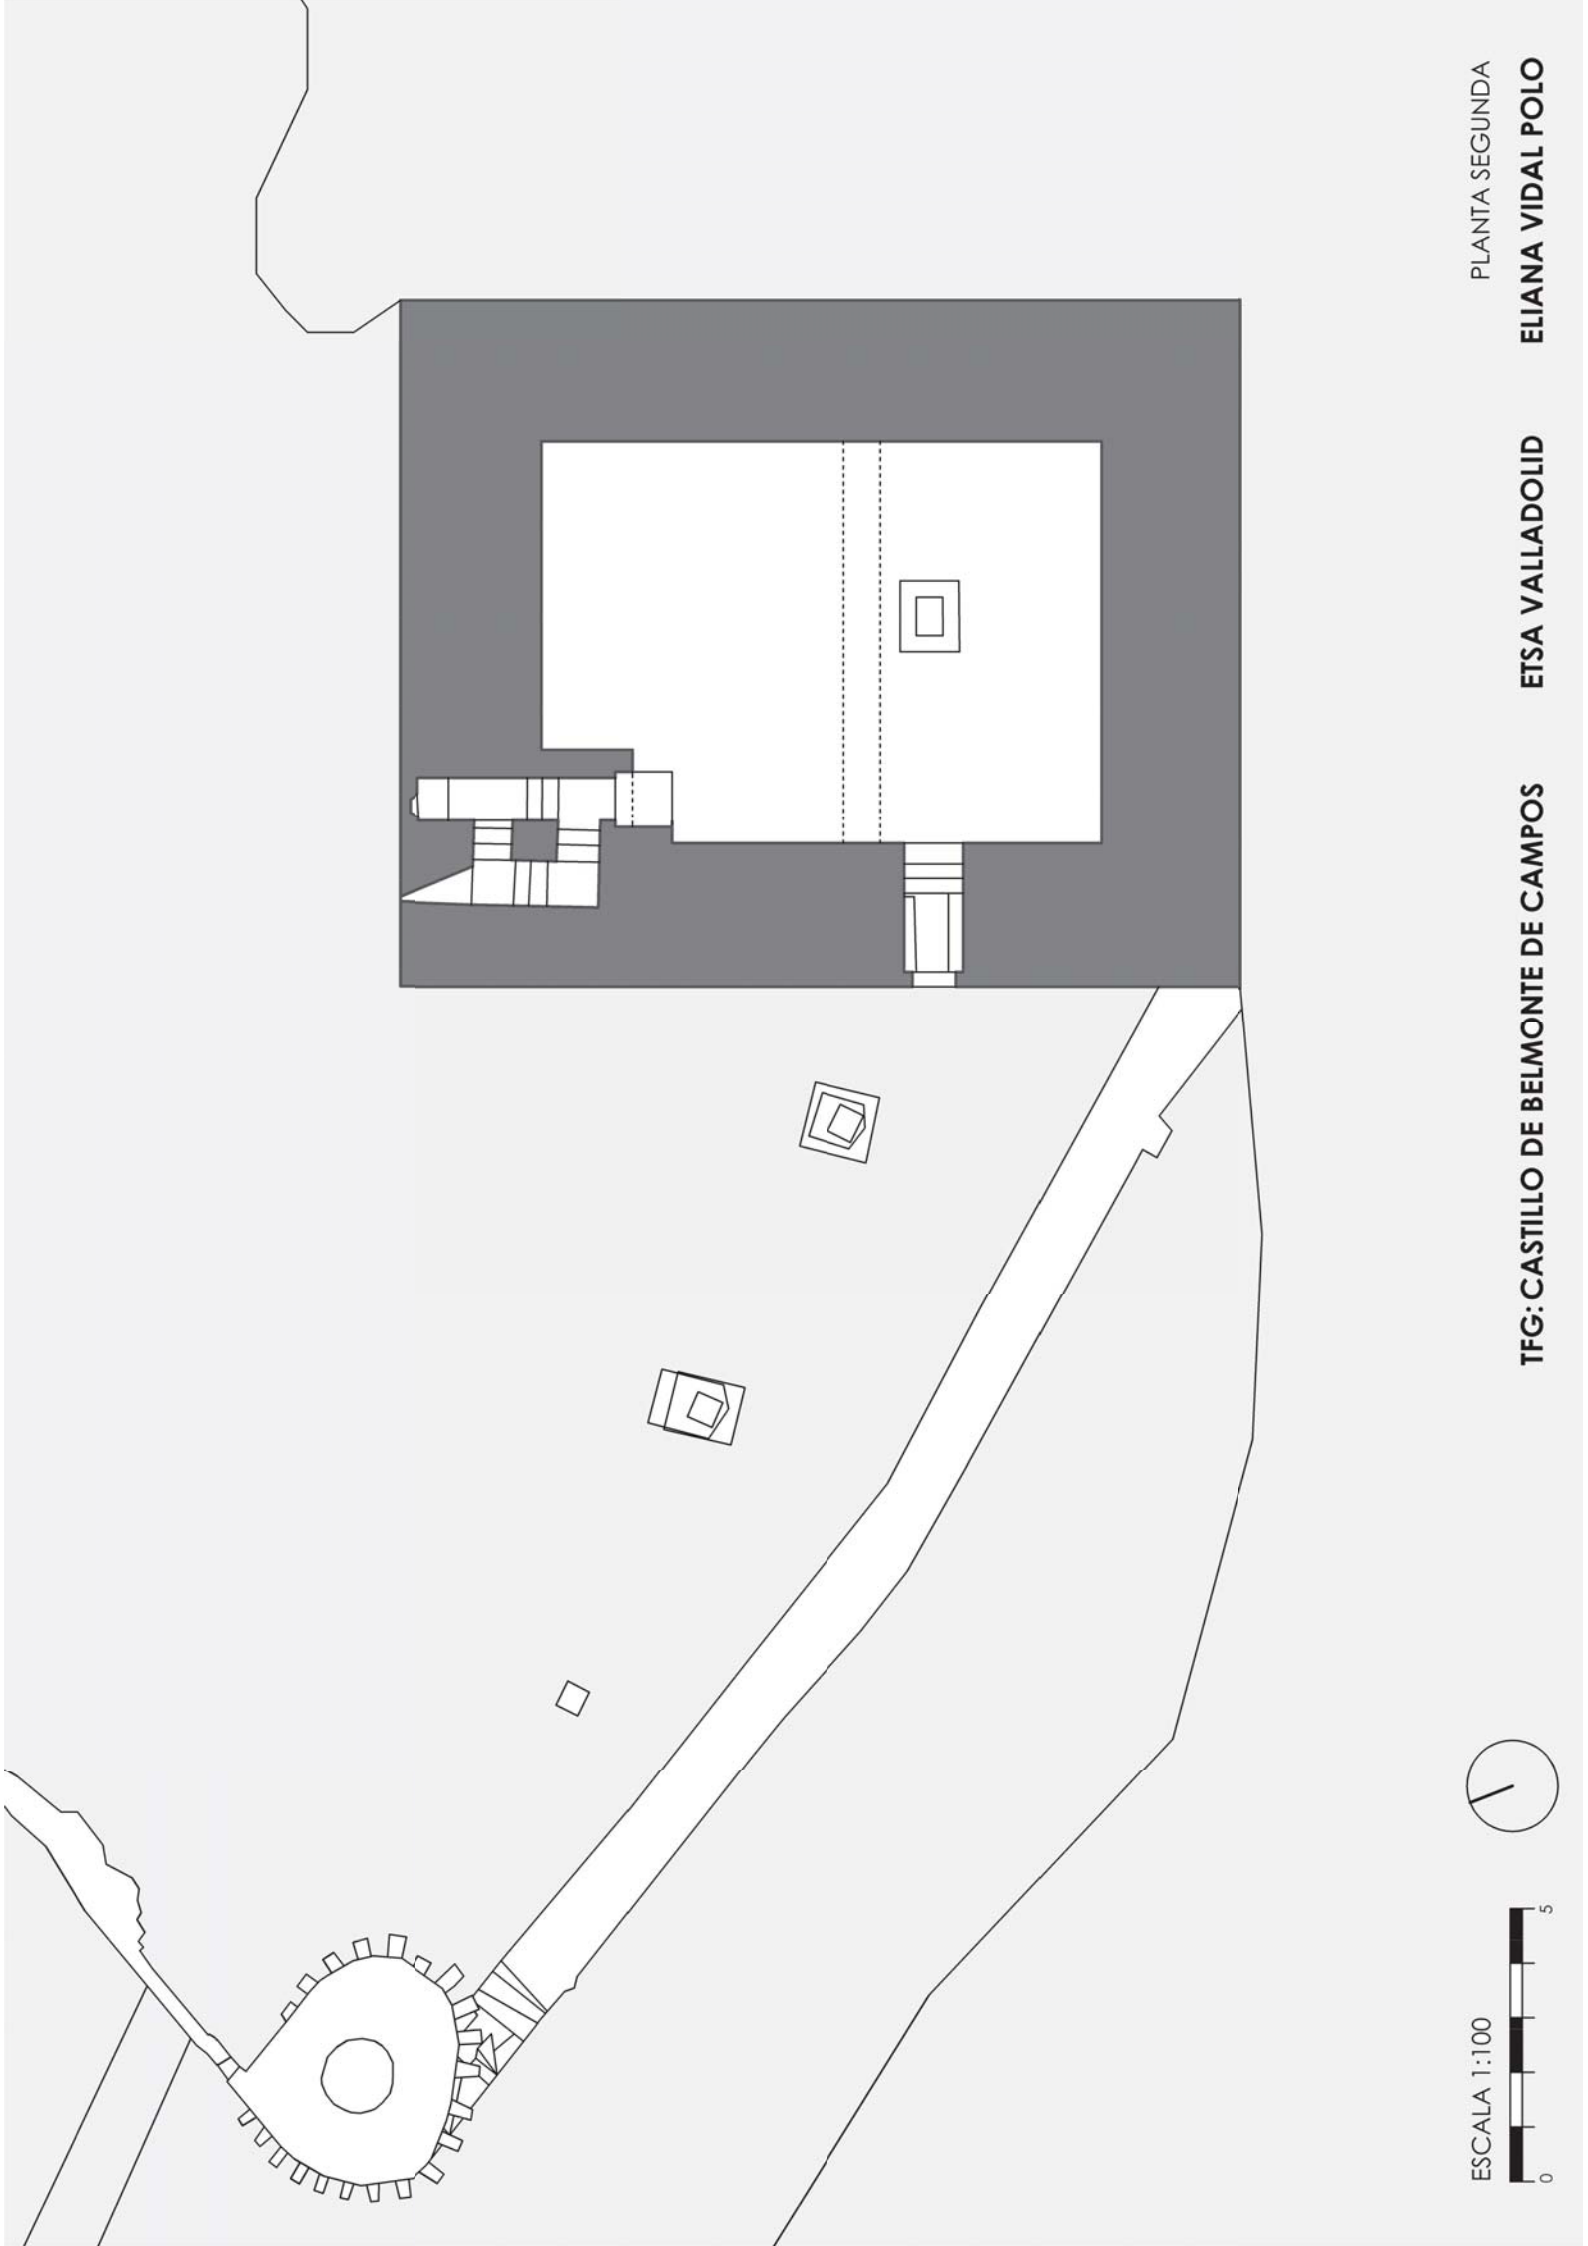 ESCALA 1:100
0 5
PLANTA SEGUNDA
TFG: CASTILLO DE BELMONTE DE CAMPOS ETSA VALLADOLID ELIANA VIDAL POLO